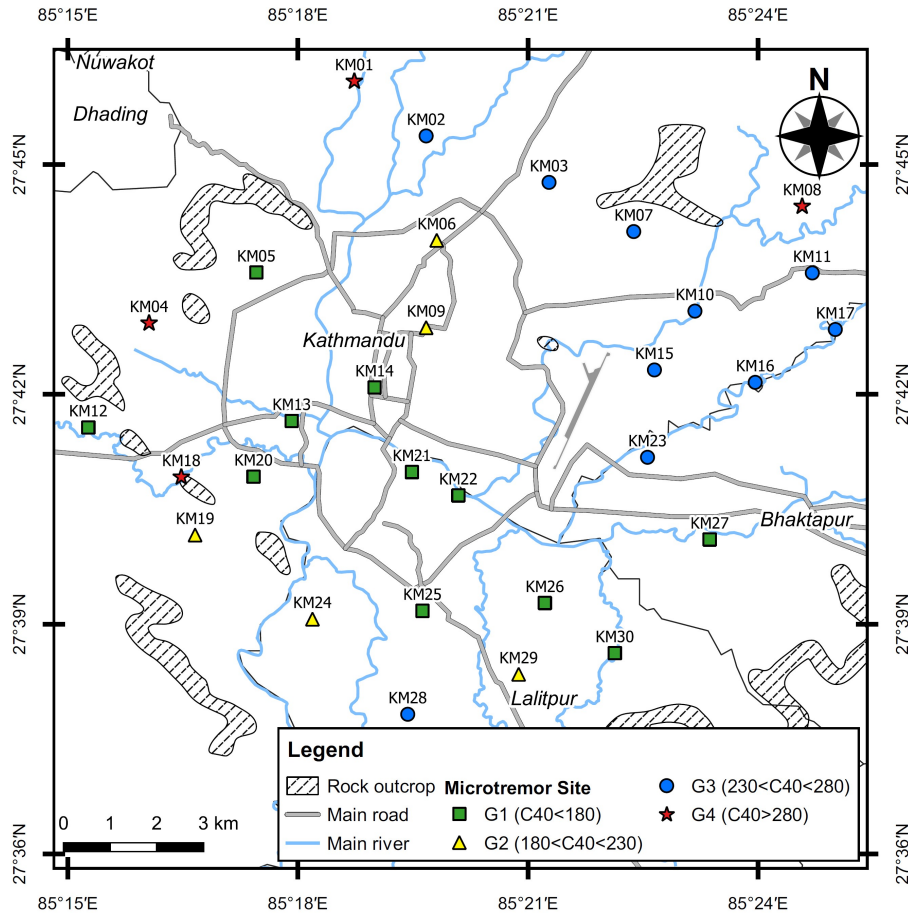 85°15'E 85°18'E 85°21'E 85°24'E
Nuwakot
KM01
N
Dhading
KM02
27°45'N 27°45'N
KM03
KM08
KM07
KM06
KM05
KM11
KM10
KM04
KM09
KM17
Kathmandu
KM15
KM14
KM16
27°42'N 27°42'N
KM12
KM13
KM23
KM18
KM20
KM21
KM22
KM19
KM27
Bhaktapur
KM26
KM24
KM25
27°39'N 27°39'N
KM30
KM29
Lalitpur
KM28
Legend
Rock outcrop
Main road
Main river
Microtremor Site
G1 (C40<180)
G2 (180<C40<230)
G3 (230<C40<280)
G4 (C40>280)
0 1 2 3 km
27°36'N 27°36'N
85°15'E 85°18'E 85°21'E 85°24'E